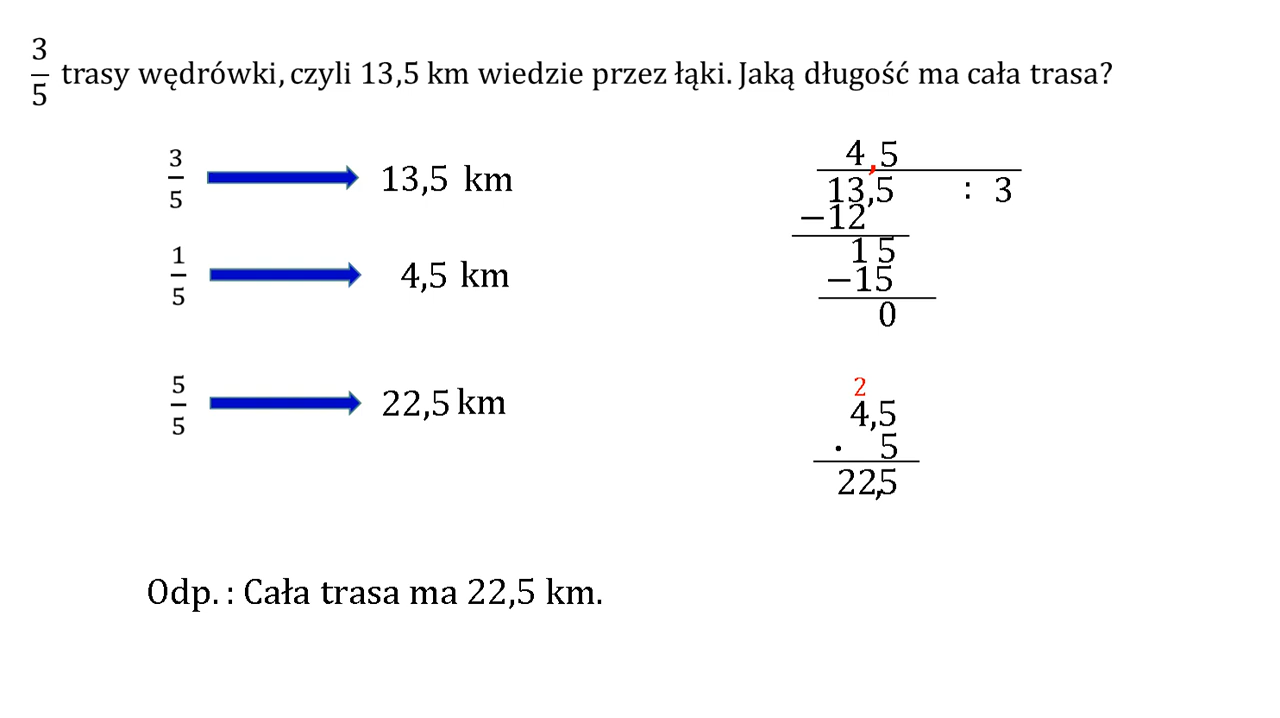 3/5 trasy wędrówki, czyli 13,5 km wiedzie przez łąki. Jaką długość ma cała trasa?
3/5 13,5 km
1/5 4,5 km
5/5 22,5 km
4,5
13,5 : 3
−12
1 5
−15
0
2
4,5
· 5
22,5
Odp. : Cała trasa ma 22,5 km.